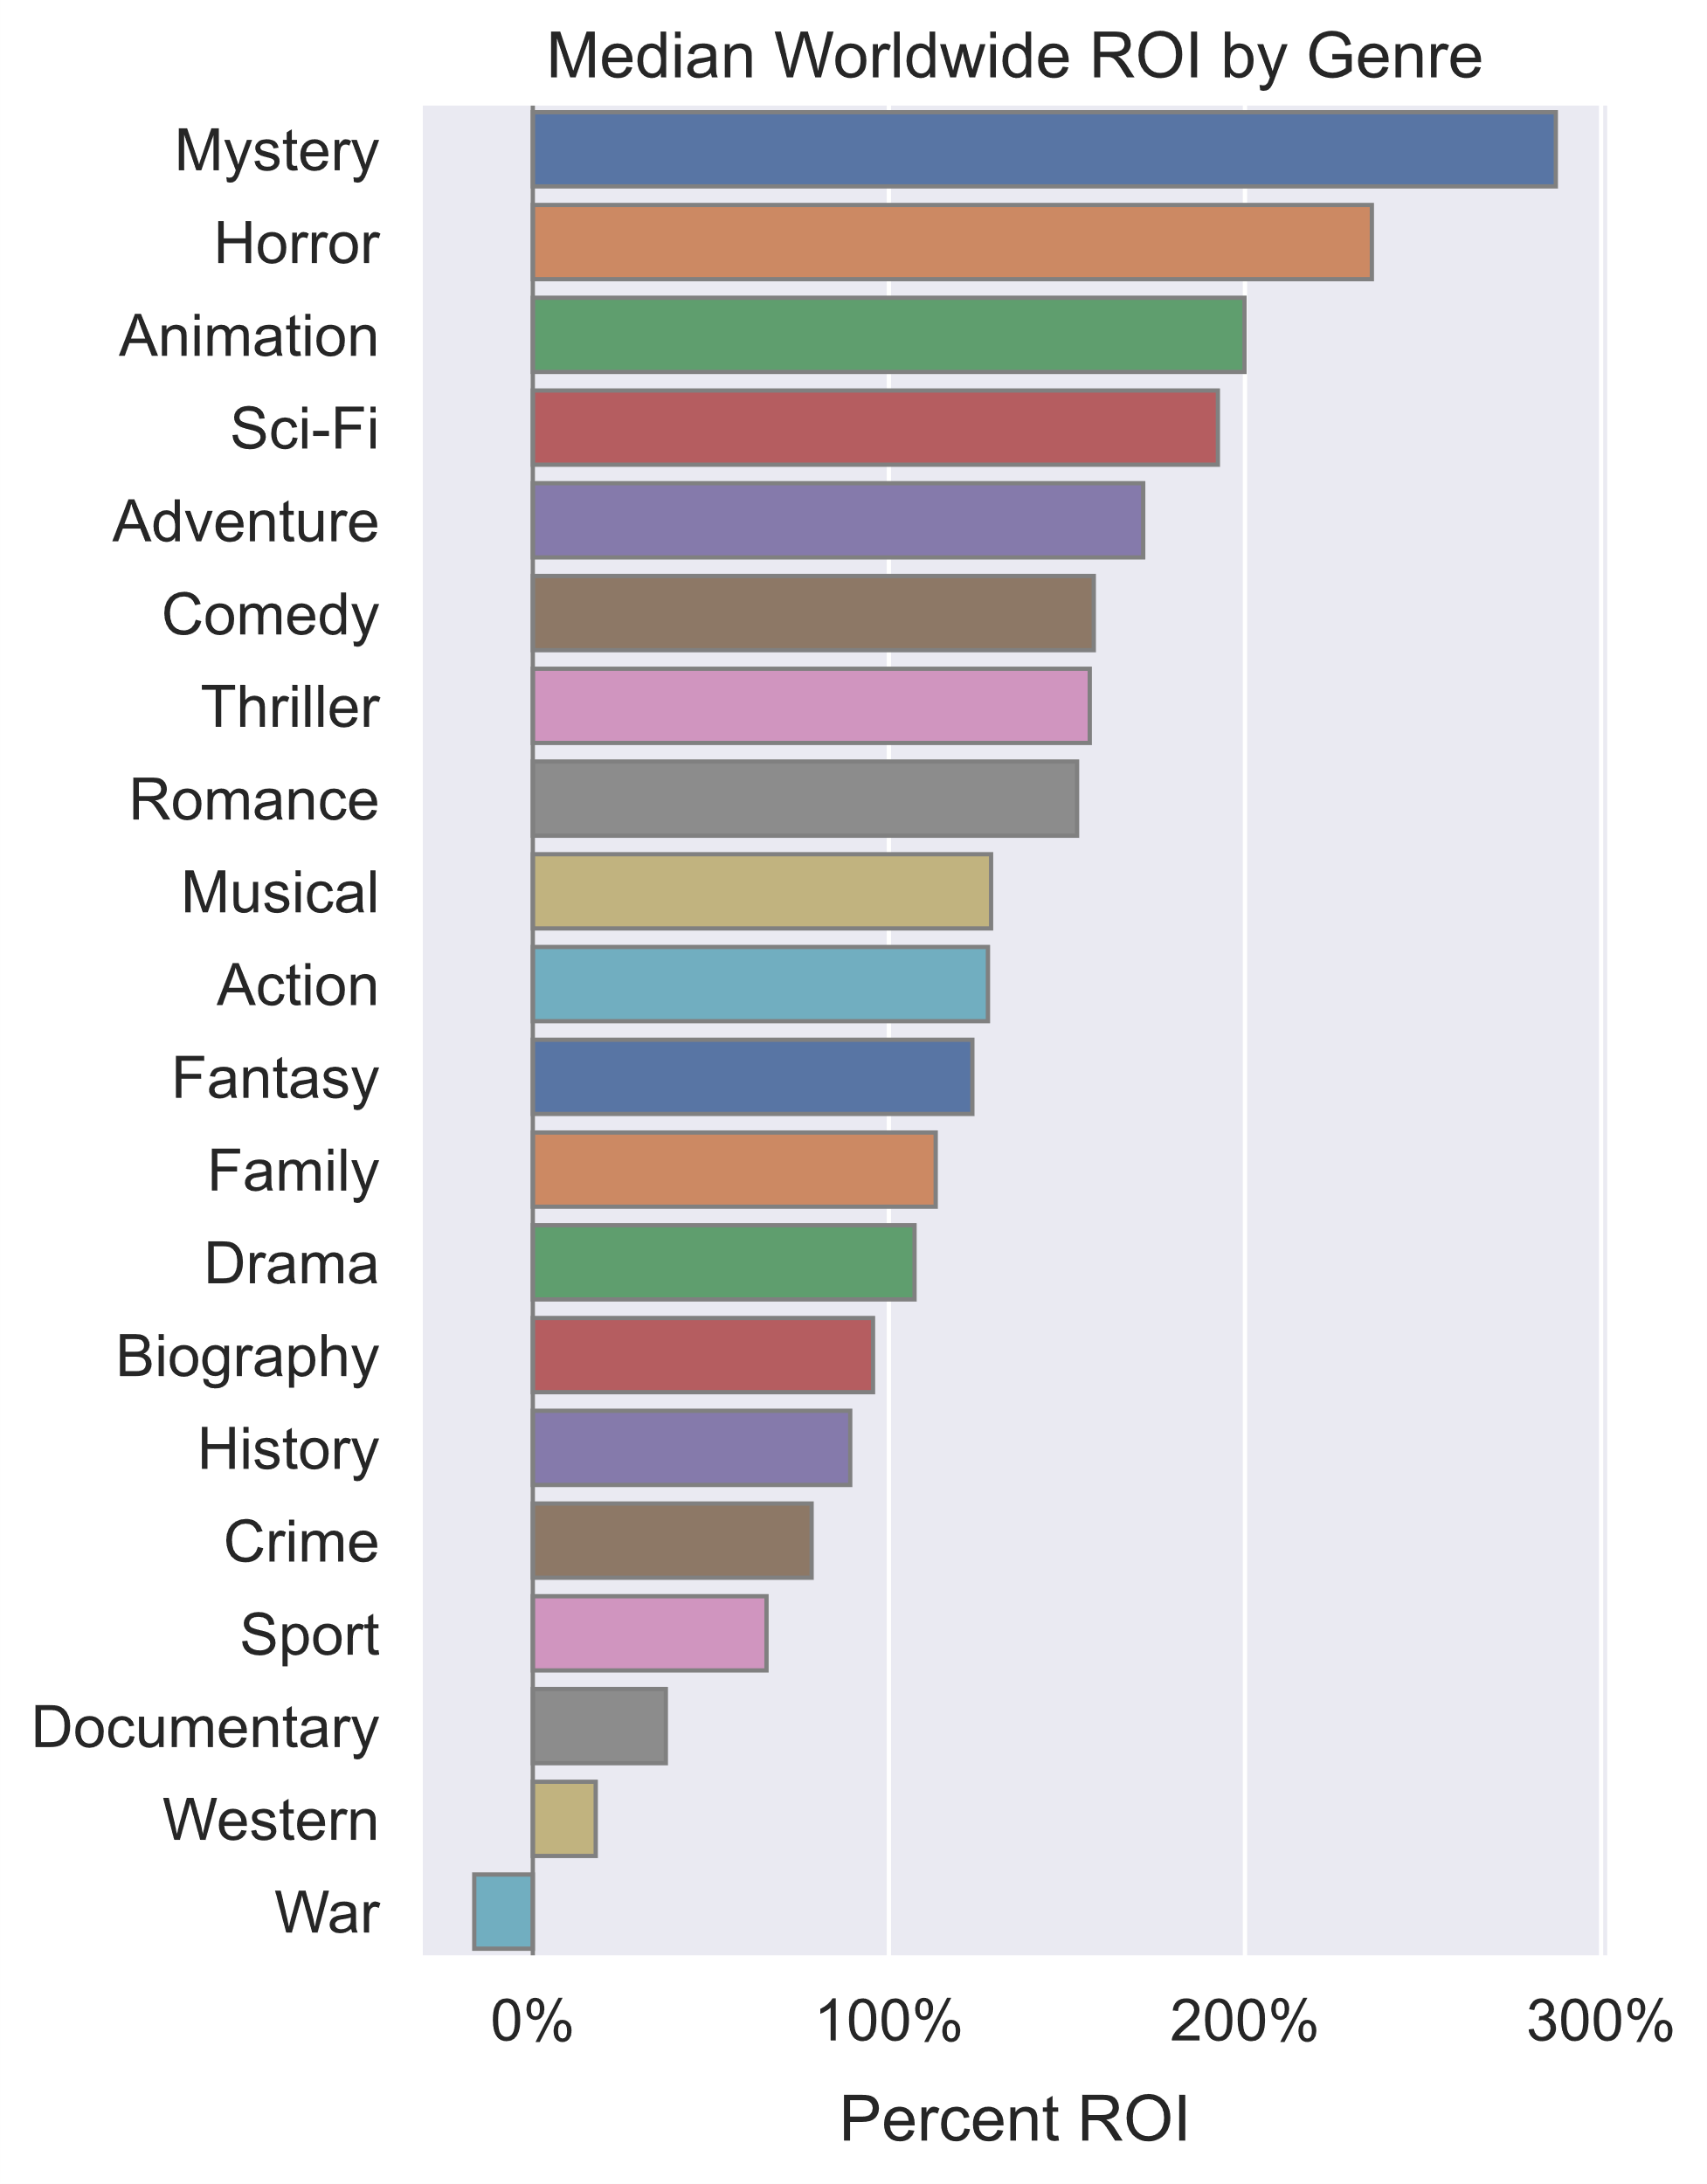 Median Worldwide ROI by Genre
Mystery
Horror
Animation
Sci-Fi
Adventure
Comedy
Thriller
Romance
Musical
Action
Fantasy
Family
Drama
Biography
History
Crime
Sport
Documentary
Western
War
0% 100% 200% 300%
Percent ROI